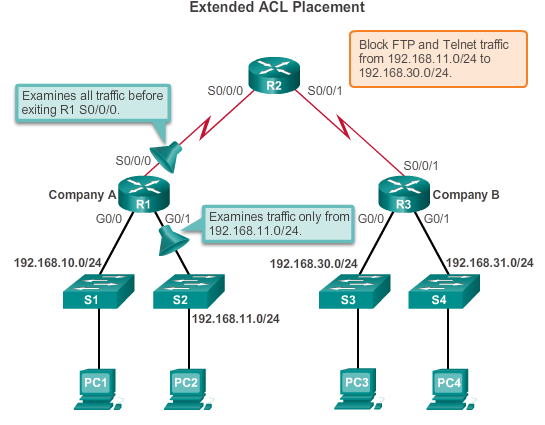 Extended ACL Placement
Block FTP and Telnet traffic
from 192.168.11.0/24 to
192.168.30.0/24.
R2
S0/0/0
S0/0/1
Examines all traffic before
exiting R1 S0/0/0.
S0/0/0
S0/0/1
Company A
R1
R3
Company B
G0/0
G0/1
Examines traffic only from
192.168.11.0/24.
G0/0
G0/1
192.168.10.0/24
192.168.30.0/24
192.168.31.0/24
S1
S2
S3
S4
192.168.11.0/24
PC1
PC2
PC3
PC4